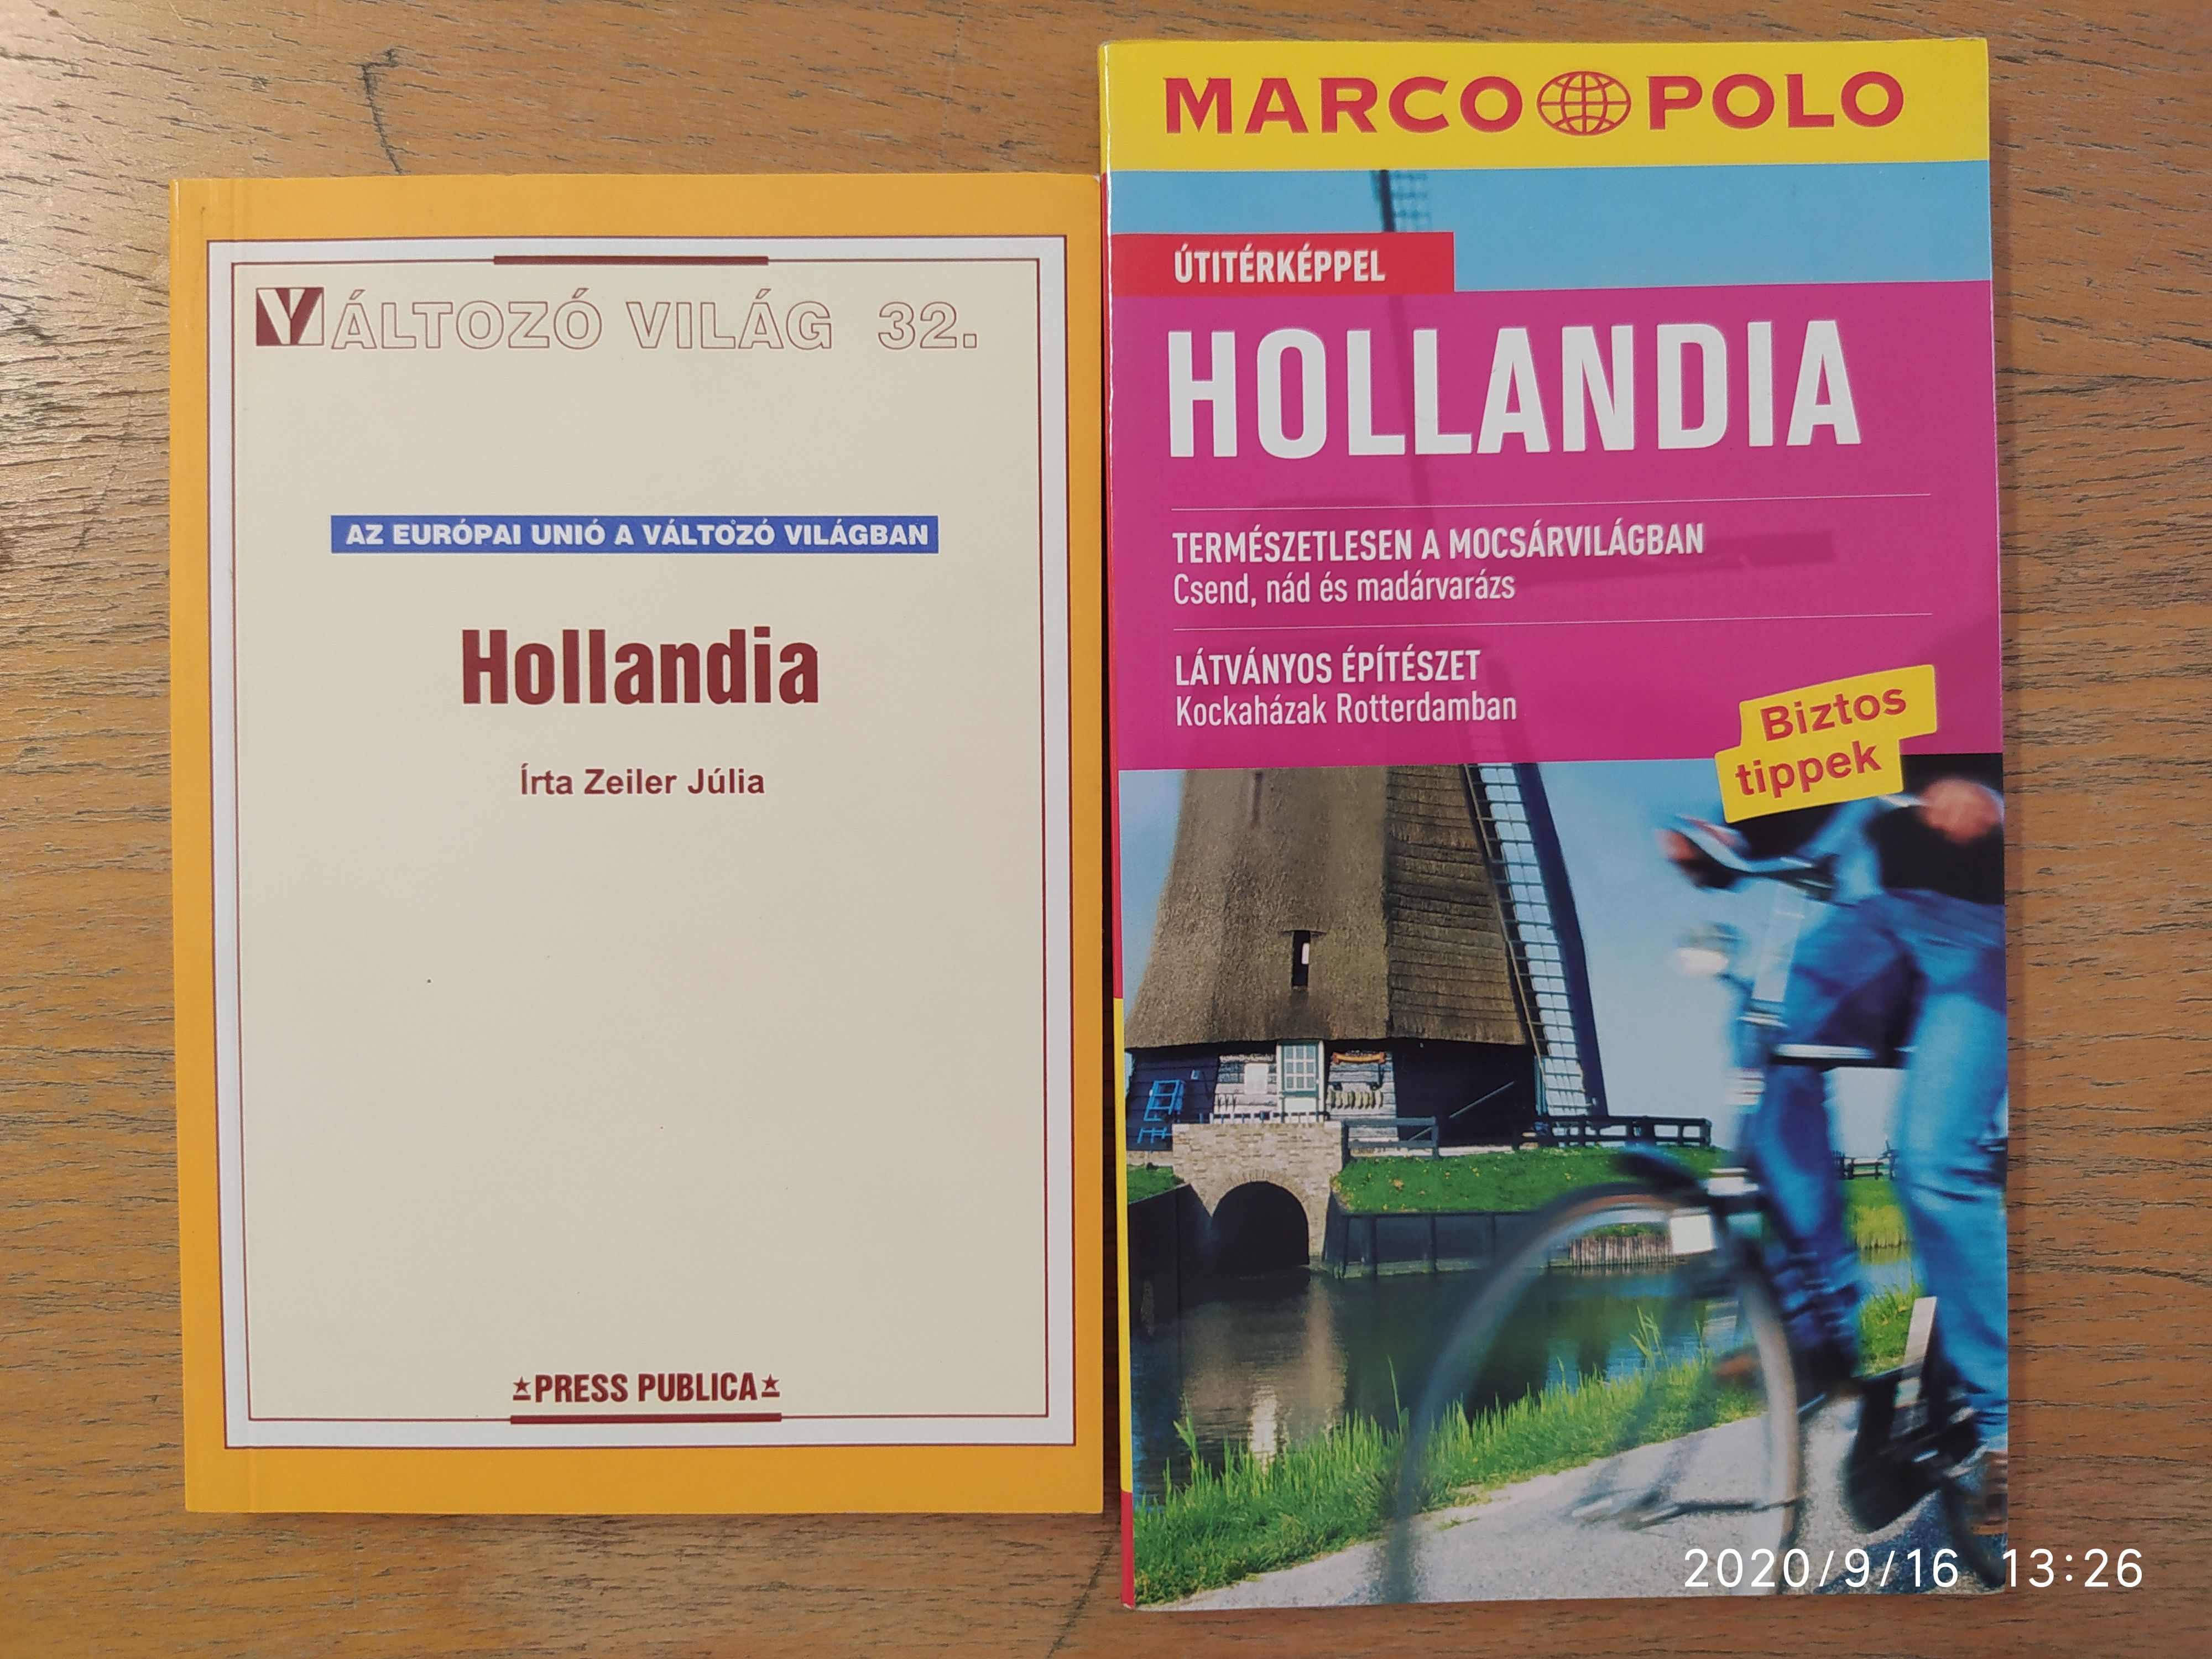 VÁLTOZÓ VILÁG 32.
AZ EURÓPAI UNIÓ A VÁLTOZÓ VILÁGBAN
Hollandia
Írta Zeiler Júlia
PRESS PUBLICA
MARCO POLO
ÚTITÉRKÉPPEL
HOLLANDIA
TERMÉSZETLESEN A MOCSÁRVILÁGBAN
Csend, nád és madárvarázs
LÁTVÁNYOS ÉPÍTÉSZET
Kockaházak Rotterdamban
Biztos
tippek
2020/9/16 13:26